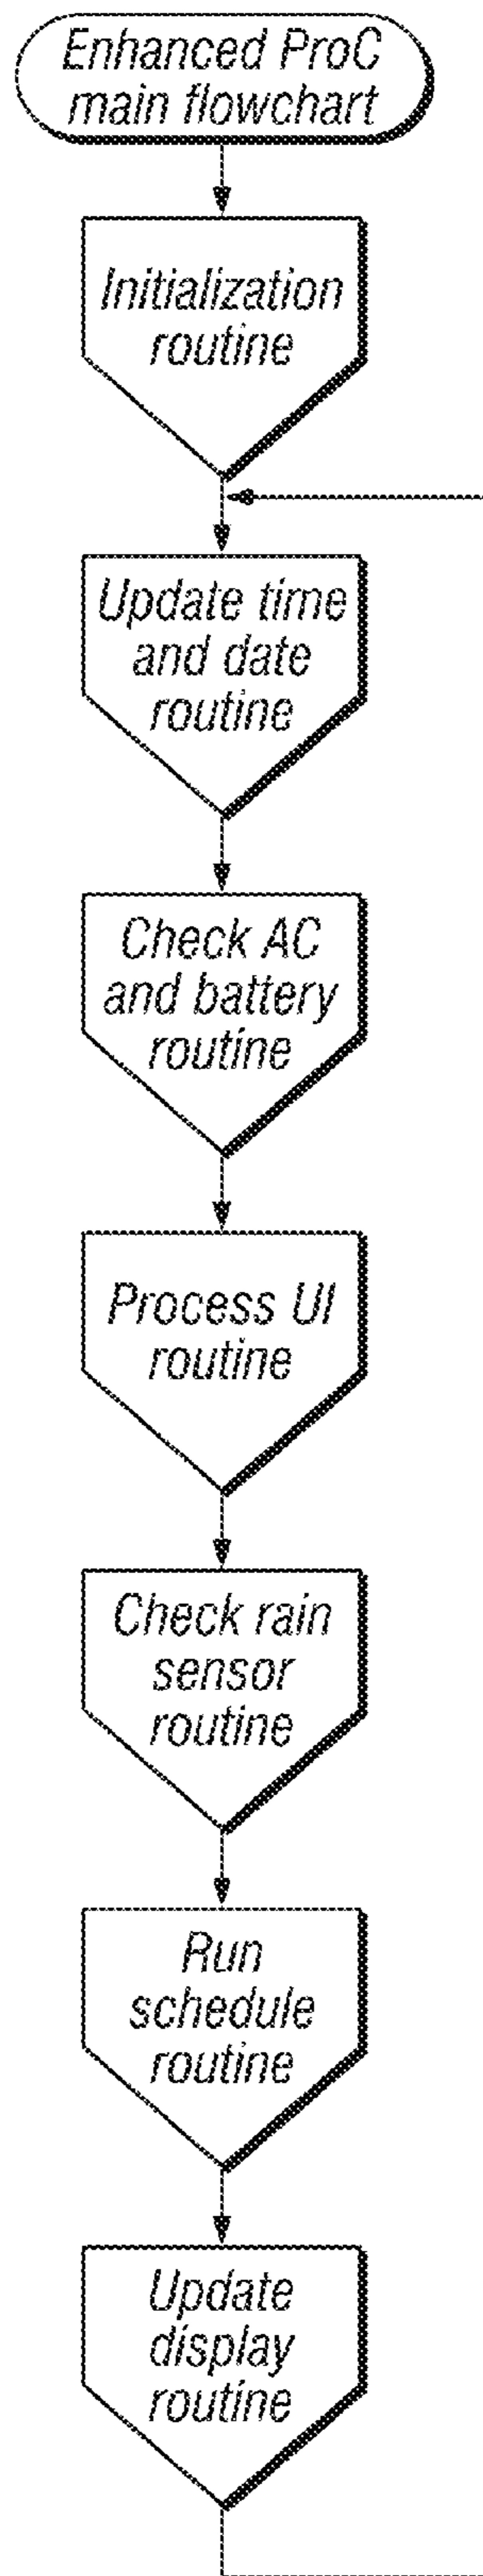 Enhanced ProC
main flowchart
Initialization
routine
Update time
and date
routine
Check AC
and battery
routine
Process UI
routine
Check rain
sensor
routine
Run
schedule
routine
Update
display
routine